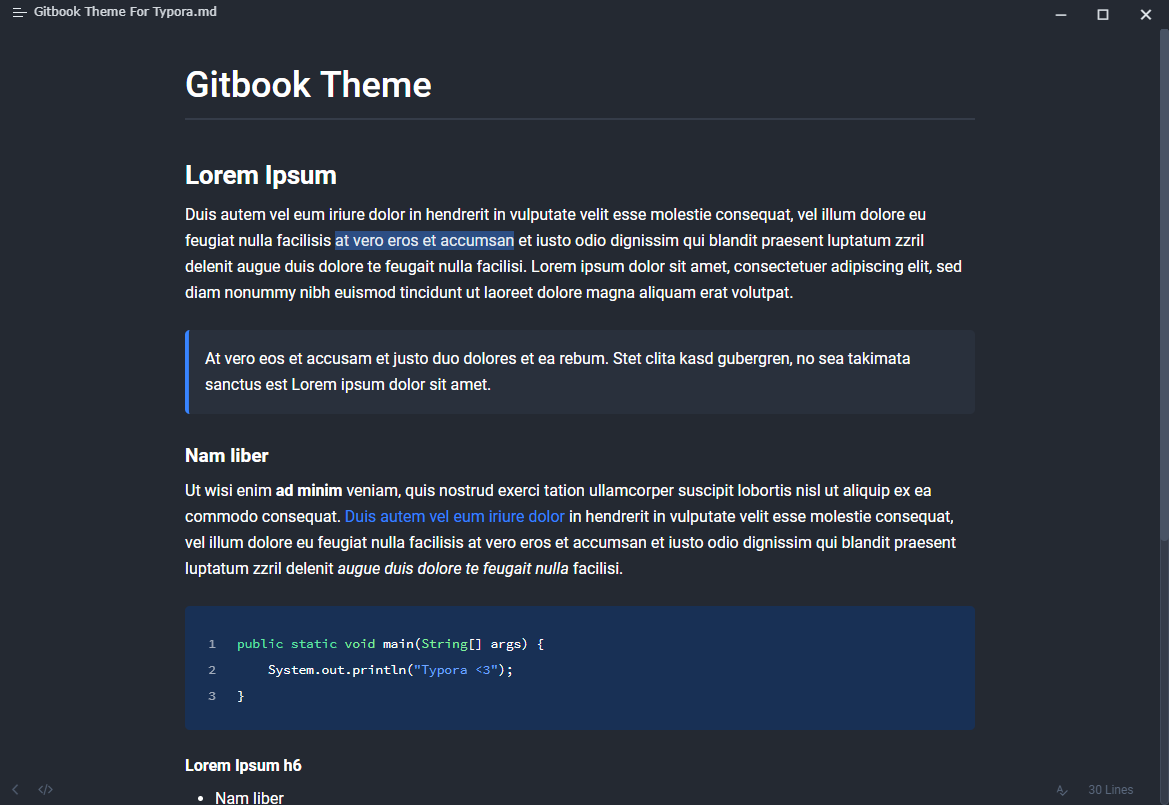 Gitbook Theme For Typora.md
Gitbook Theme
Lorem Ipsum
Duis autem vel eum iriure dolor in hendrerit in vulputate velit esse molestie consequat, vel illum dolore eu
feugiat nulla facilisis at vero eros et accumsan et iusto odio dignissim qui blandit praesent luptatum zzril
delenit augue duis dolore te feugait nulla facilisi. Lorem ipsum dolor sit amet, consectetuer adipiscing elit, sed
diam nonummy nibh euismod tincidunt ut laoreet dolore magna aliquam erat volutpat.
At vero eos et accusam et justo duo dolores et ea rebum. Stet clita kasd gubergren, no sea takimata
sanctus est Lorem ipsum dolor sit amet.
Nam liber
Ut wisi enim ad minim veniam, quis nostrud exerci tation ullamcorper suscipit lobortis nisl ut aliquip ex ea
commodo consequat. Duis autem vel eum iriure dolor in hendrerit in vulputate velit esse molestie consequat,
vel illum dolore eu feugiat nulla facilisis at vero eros et accumsan et iusto odio dignissim qui blandit praesent
luptatum zzril delenit augue duis dolore te feugait nulla facilisi.
1 public static void main(String[] args) {
2     System.out.println("Typora <3");
3 }
Lorem Ipsum h6
• Nam liber
30 Lines